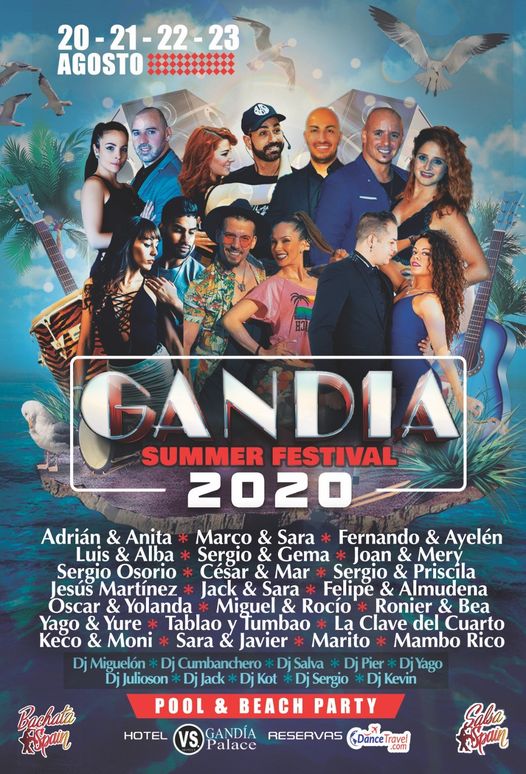 20 - 21 - 22 - 23
AGOSTO
GANDIA
SUMMER FESTIVAL
2020
Adrián & Anita * Marco & Sara * Fernando & Ayelén
Luis & Alba * Sergio & Gema * Joan & Mery
Sergio Osorio * César & Mar * Sergio & Priscila
Jesús Martínez * Jack & Sara * Felipe & Almudena
Óscar & Yolanda * Miguel & Rocío * Ronier & Bea
Yago & Yure * Tablao y Tumbao * La Clave del Cuarto
Keco & Moni * Sara & Javier * Marito * Mambo Rico
Dj Miguelón * Dj Cumbanchero * Dj Salva * Dj Pier * Dj Yago
Dj Julioson * Dj Jack * Dj Kot * Dj Sergio * Dj Kevin
POOL & BEACH PARTY
Bachata Spain
HOTEL VS GANDÍA Palace
RESERVAS DanceTravel.com
Salsa Spain